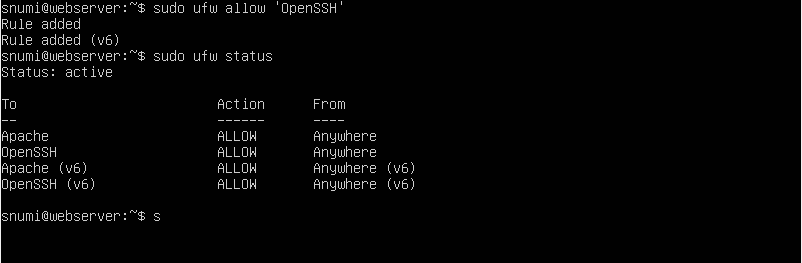 snumi@webserver:~$ sudo ufw allow 'OpenSSH'
Rule added
Rule added (v6)
snumi@webserver:~$ sudo ufw status
Status: active
To                         Action      From
--                         ------      ----
Apache                     ALLOW       Anywhere
OpenSSH                    ALLOW       Anywhere
Apache (v6)                ALLOW       Anywhere (v6)
OpenSSH (v6)               ALLOW       Anywhere (v6)
snumi@webserver:~$ s